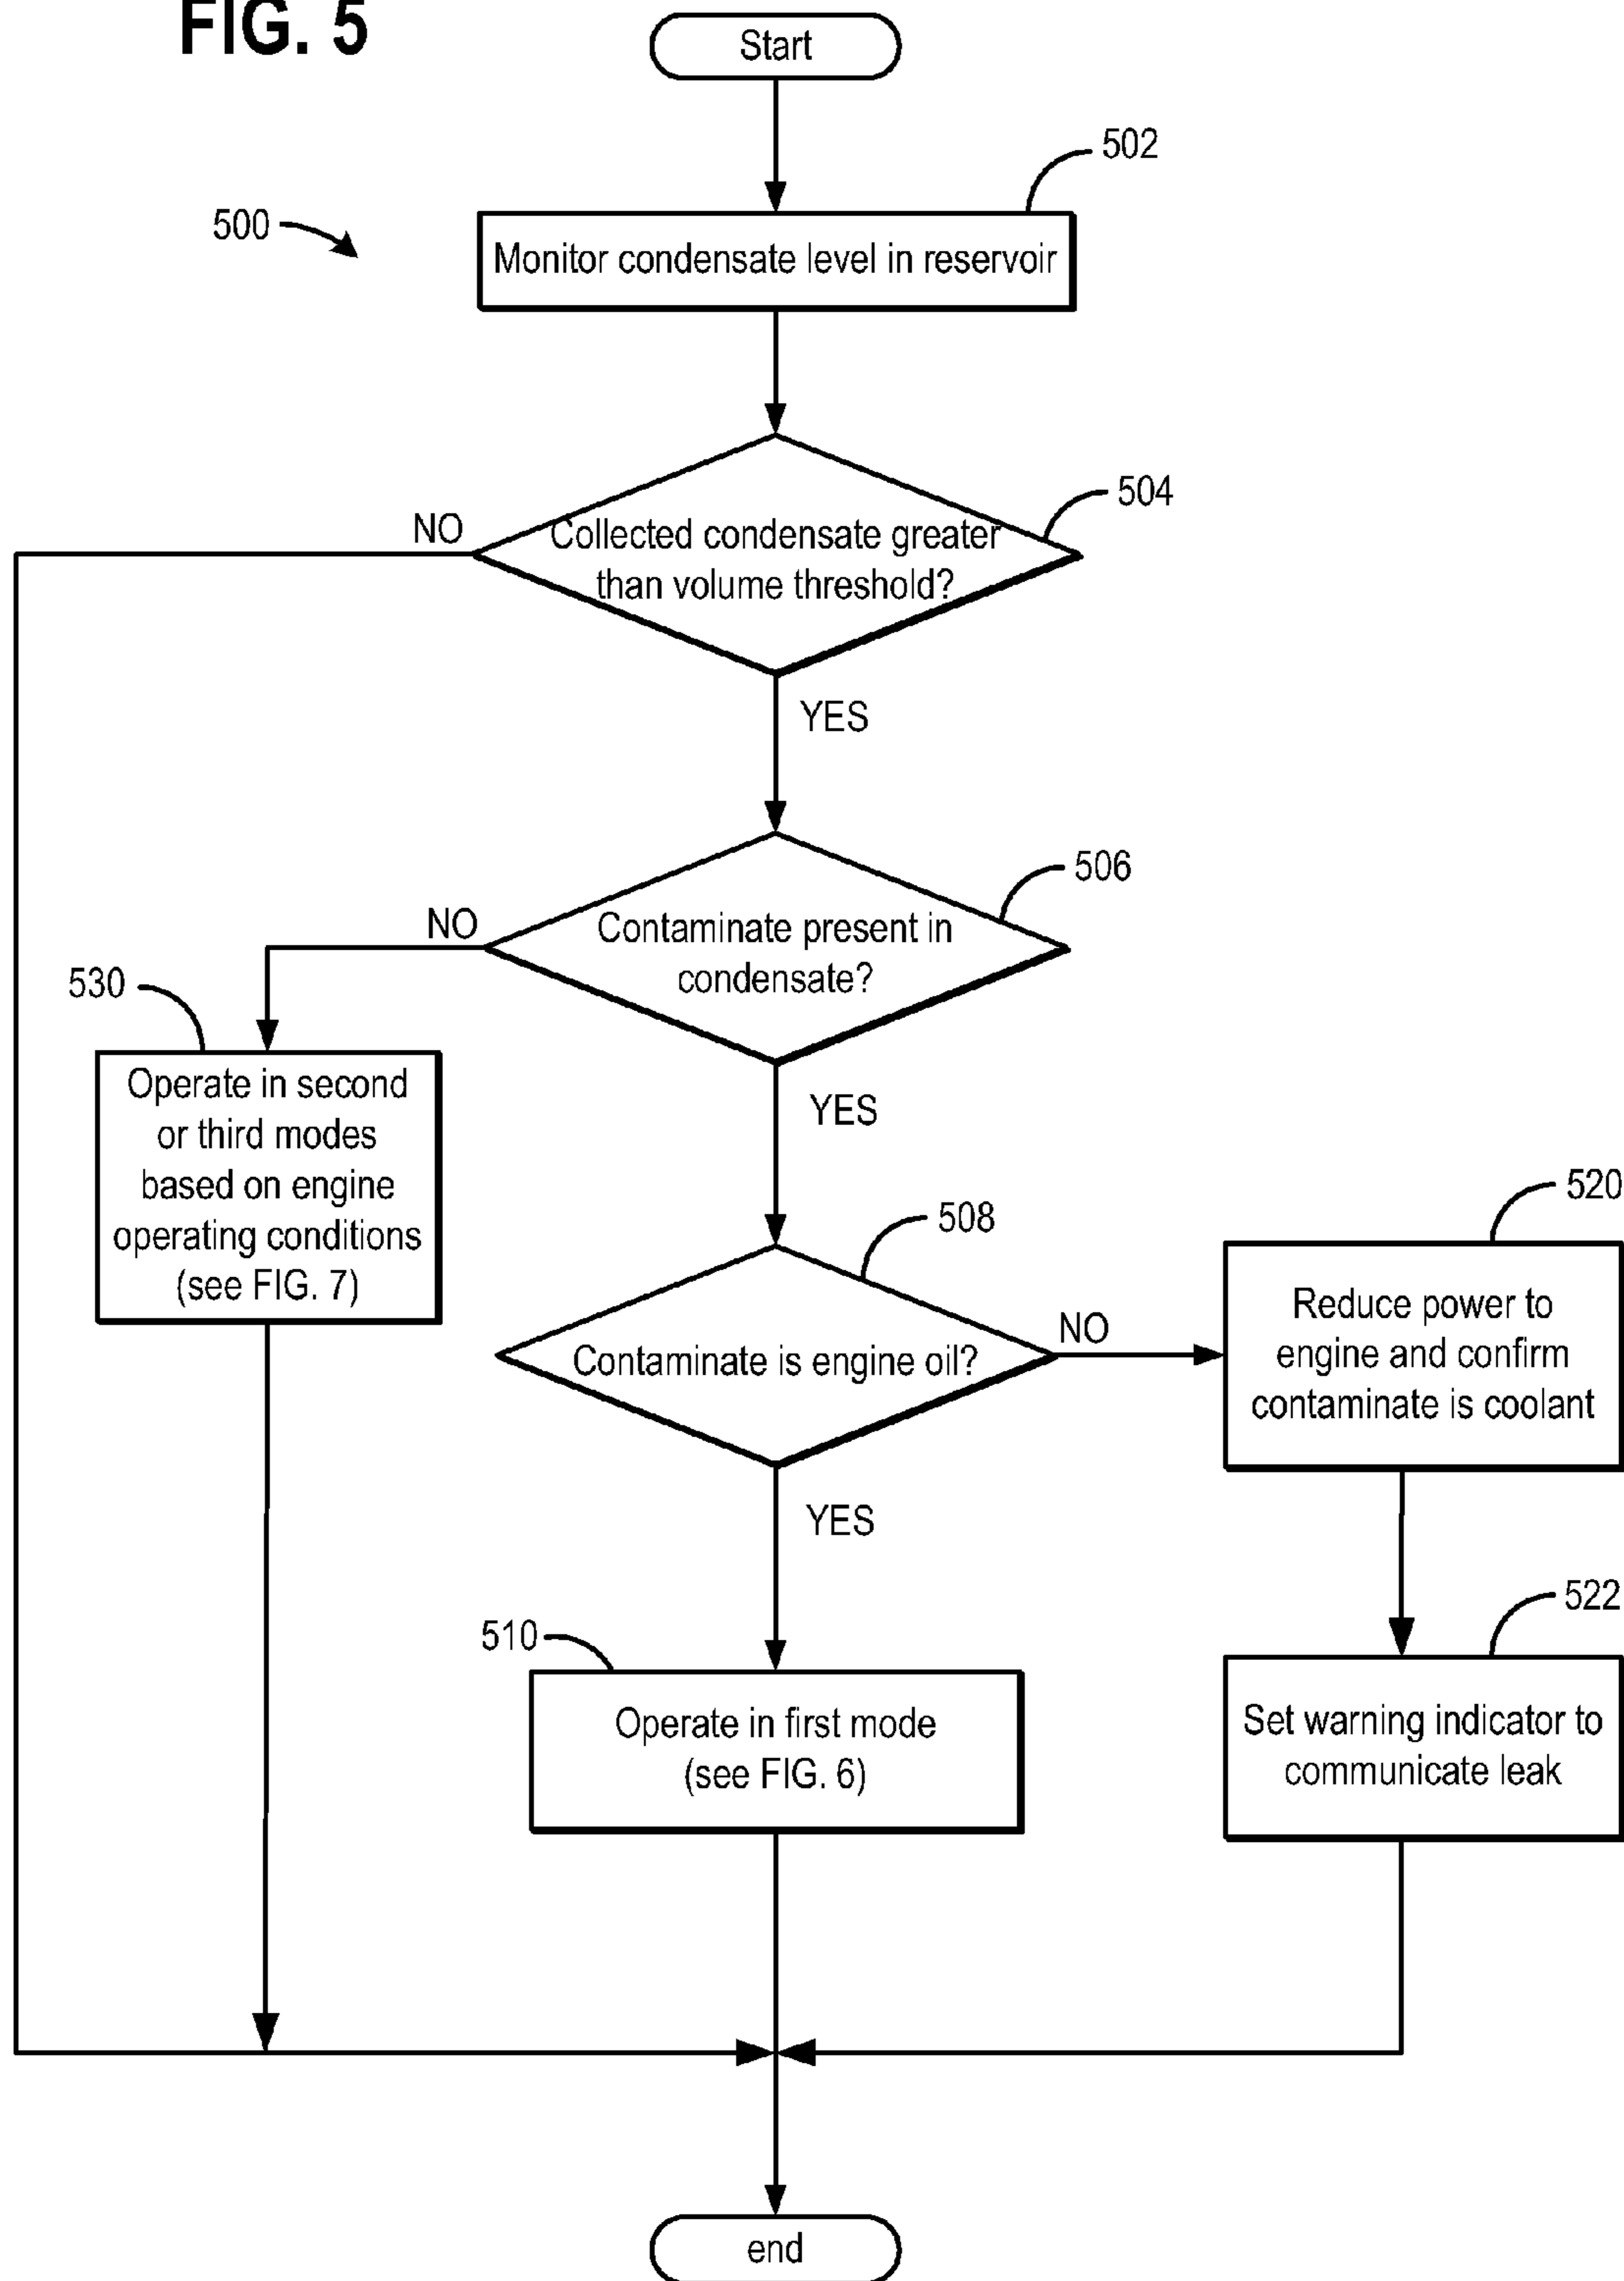 FIG. 5
Start
502
500
Monitor condensate level in reservoir
504
NO
Collected condensate greater
than volume threshold?
YES
506
NO
Contaminate present in
condensate?
530
YES
Operate in second
or third modes
based on engine
operating conditions
(see FIG. 7)
508
520
Contaminate is engine oil?
NO
Reduce power to
engine and confirm
contaminate is coolant
YES
510
522
Operate in first mode
(see FIG. 6)
Set warning indicator to
communicate leak
end